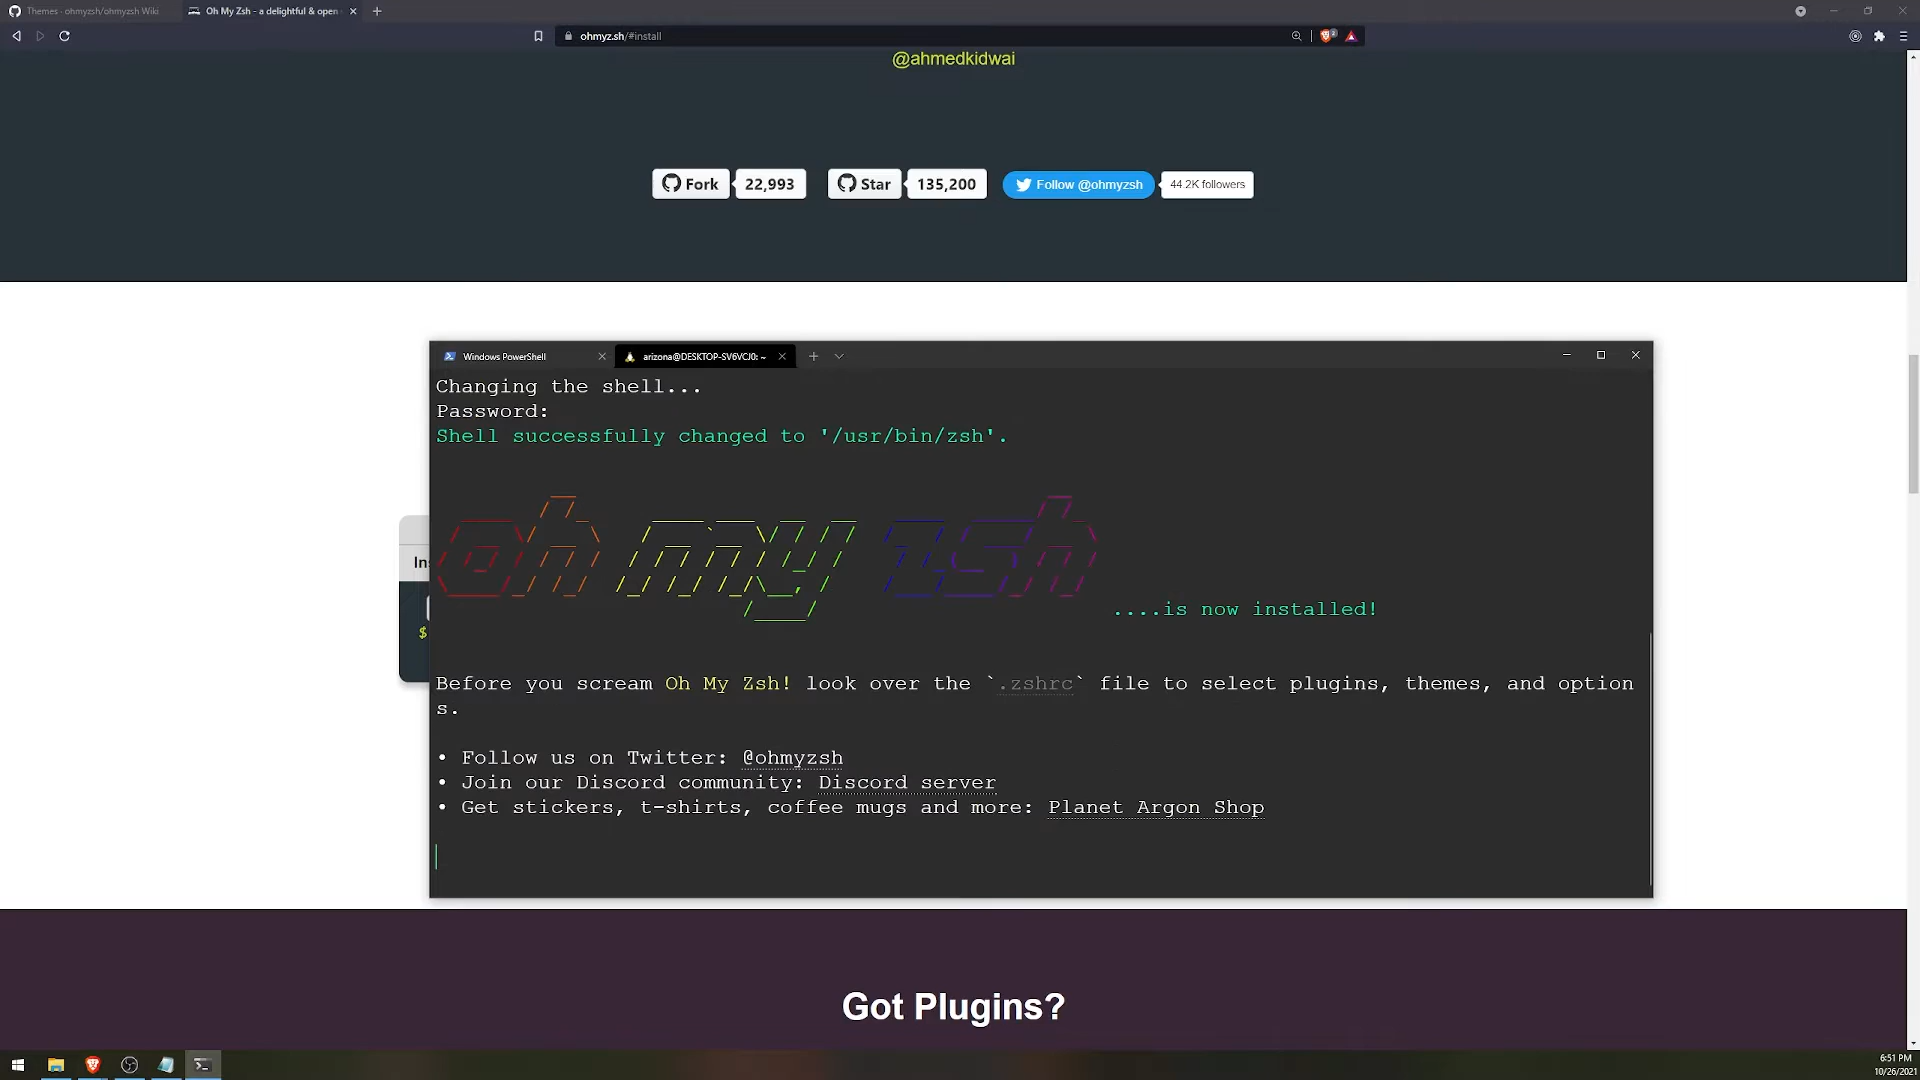 Themes · ohmyzsh/ohmyzsh Wiki
Oh My Zsh - a delightful & open
ohmyz.sh/#install
@ahmedkidwai
Fork 22,993 Star 135,200 Follow @ohmyzsh 44.2K followers
Windows PowerShell
arizona@DESKTOP-SV6VCJ0: ~
Changing the shell...
Password:
Shell successfully changed to '/usr/bin/zsh'.
oh my zsh
....is now installed!
Ins
$
Before you scream Oh My Zsh! look over the `.zshrc` file to select plugins, themes, and option
s.
• Follow us on Twitter: @ohmyzsh
• Join our Discord community: Discord server
• Get stickers, t-shirts, coffee mugs and more: Planet Argon Shop
Got Plugins?
6:51 PM
10/26/2021